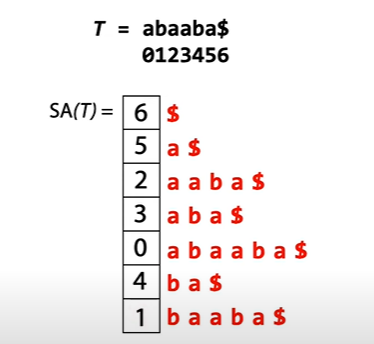 T = abaaba$
0123456
SA(T) = 6 $
5 a $
2 a a b a $
3 a b a $
0 a b a a b a $
4 b a $
1 b a a b a $